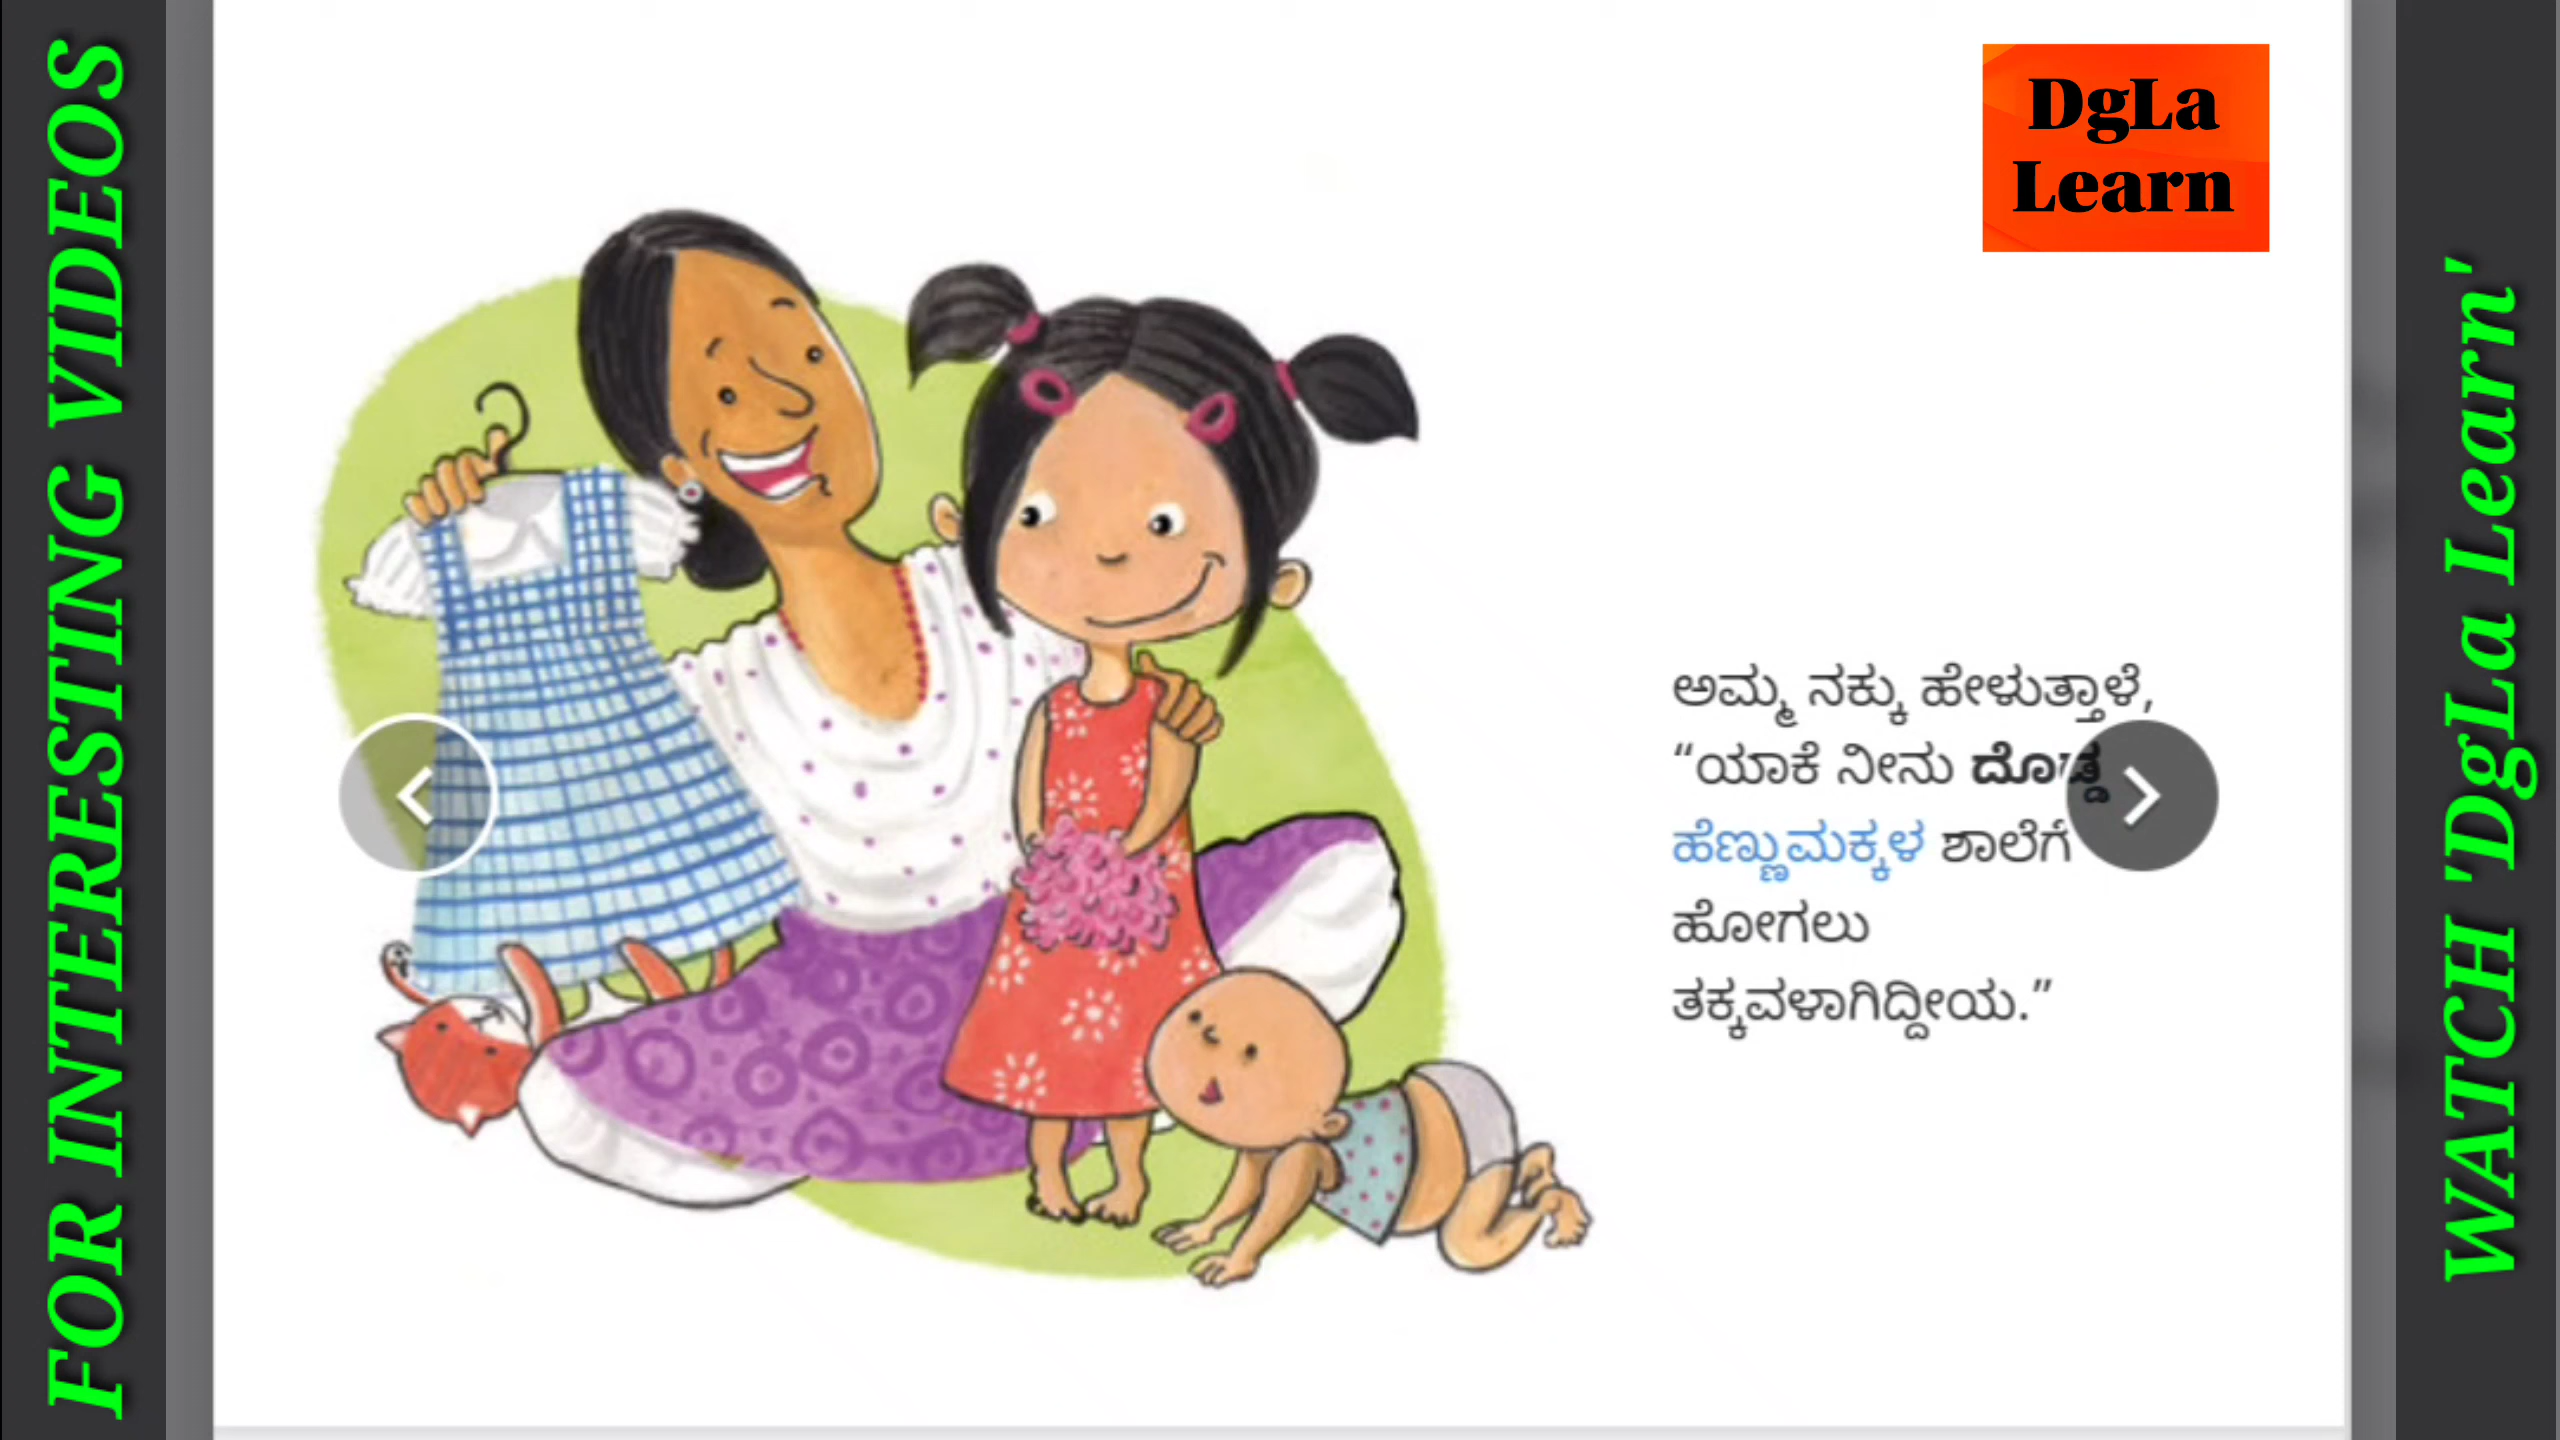 FOR INTERESTING VIDEOS
DgLa
Learn
ಅಮ್ಮ ನಕ್ಕು ಹೇಳುತ್ತಾಳೆ,
“ಯಾಕೆ ನೀನು ದೊಡ್ಡ
ಹೆಣ್ಣುಮಕ್ಕಳ ಶಾಲೆಗೆ
ಹೋಗಲು
ತಕ್ಕವಳಾಗಿದ್ದೀಯ.”
WATCH 'DgLa Learn'